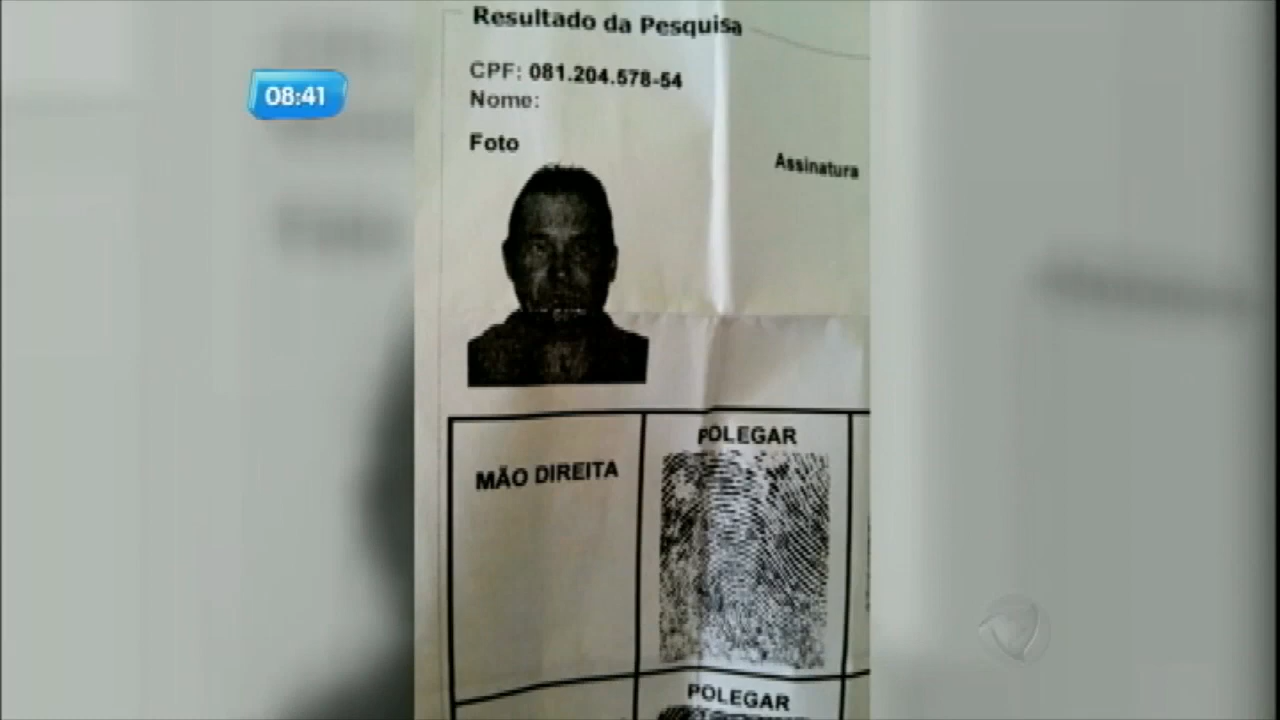 08:41
Resultado da Pesquisa
CPF: 081.204.578-54
Nome:
Foto
Assinatura
MÃO DIREITA
POLEGAR
POLEGAR